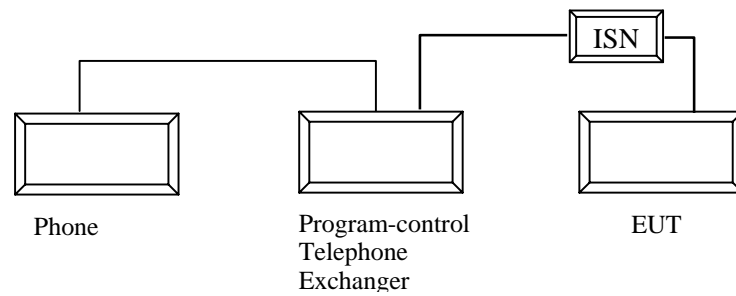 ISN
Phone
Program-control
Telephone
Exchanger
EUT